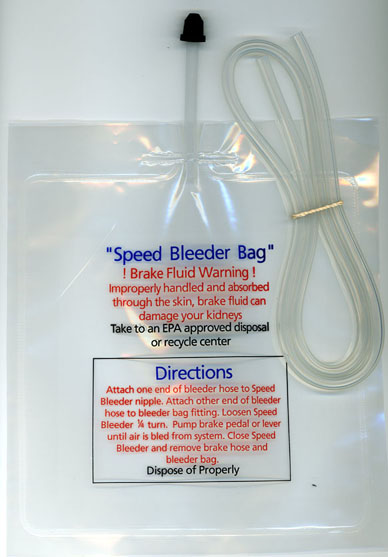 "Speed Bleeder Bag"
! Brake Fluid Warning !
Improperly handled and absorbed
through the skin, brake fluid can
damage your kidneys
Take to an EPA approved disposal
or recycle center
Directions
Attach one end of bleeder hose to Speed
Bleeder nipple. Attach other end of bleeder
hose to bleeder bag fitting. Loosen Speed
Bleeder ¼ turn. Pump brake pedal or lever
until air is bled from system. Close Speed
Bleeder and remove brake hose and
bleeder bag.
Dispose of Properly